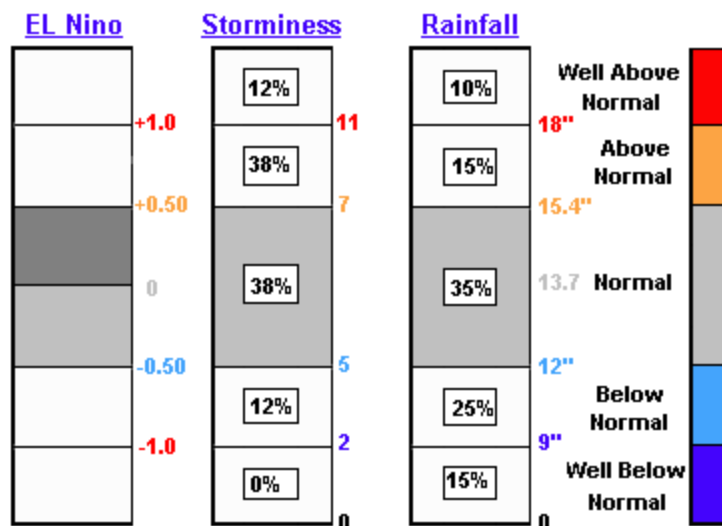 EL Nino Storminess Rainfall
12% 10% Well Above
Normal
+1.0 11 18"
38% 15% Above
Normal
+0.50 7 15.4"
0 38% 35% 13.7 Normal
-0.50 5 12"
12% 25% Below
Normal
-1.0 2 9"
0% 15% Well Below
Normal
0 0